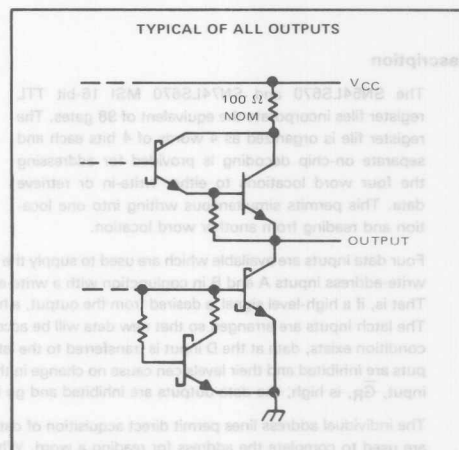 TYPICAL OF ALL OUTPUTS
VCC
100 Ω
NOM
OUTPUT
escription
The SN54LS670 and SN74LS670 MSI 16-bit TTL
register files incorporate the equivalent of 98 gates. The
register file is organized as 4 words of 4 bits each and
separate on-chip decoding is provided for addressing
the four word locations to either write-in or retrieve
data. This permits simultaneous writing into one loca-
tion and reading from another word location.
Four data inputs are available which are used to supply the
write-address inputs A and B in connection with a write
That is, if a high-level signal is desired from the output, a
The latch inputs are arranged so that new data will be
condition exists, data at the D input is transferred to the
puts are inhibited and their levels can cause no change in
input, G̅R, is high, the data outputs are inhibited and go
The individual address lines permit direct acquisition of
are used to complete the address for reading a word.